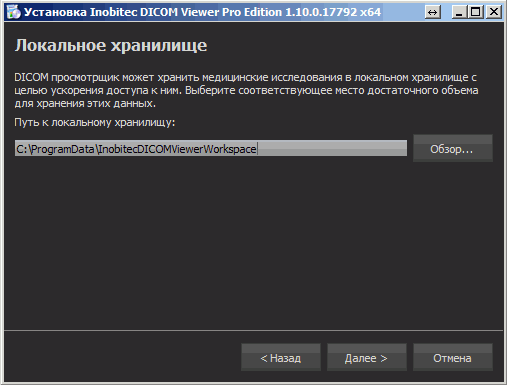 Установка Inobitec DICOM Viewer Pro Edition 1.10.0.17792 x64
Локальное хранилище
DICOM просмотрщик может хранить медицинские исследования в локальном хранилище с
целью ускорения доступа к ним. Выберите соответствующее место достаточного объема
для хранения этих данных.
Путь к локальному хранилищу:
C:\ProgramData\InobitecDICOMViewerWorkspace
Обзор...
< Назад
Далее >
Отмена